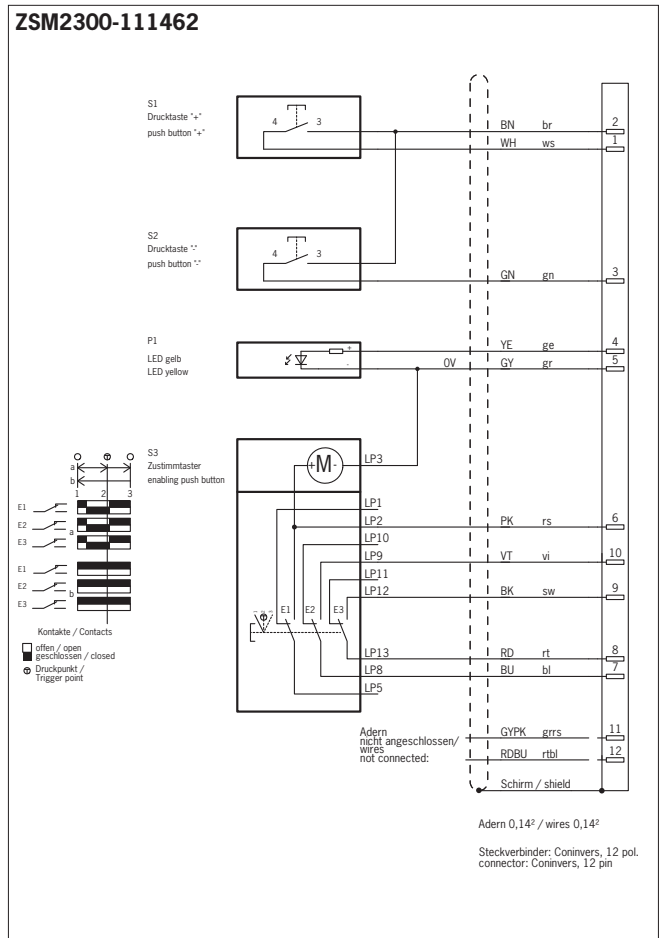 ZSM2300-111462
S1
Drucktaste "+"
push button "+"
4 3
BN br 2
WH ws 1
S2
Drucktaste "-"
push button "-"
4 3
GN gn 3
P1
LED gelb
LED yellow
+
-
YE ge 4
0V GY gr 5
S3
Zustimmtaster
enabling push button
a
b
1 2 3
E1
E2
a
E3
E1
E2
b
E3
Kontakte / Contacts
offen / open
geschlossen / closed
Druckpunkt /
Trigger point
+M-
LP3
LP1
LP2 PK rs 6
LP10
LP9 VT vi 10
LP11
LP12 BK sw 9
1 2 3
E1 E2 E3
LP13 RD rt 8
LP8 BU bl 7
LP5
Adern
nicht angeschlossen/
wires
not connected:
GYPK grrs 11
RDBU rtbl 12
Schirm / shield
Adern 0,14² / wires 0,14²
Steckverbinder: Coninvers, 12 pol.
connector: Coninvers, 12 pin